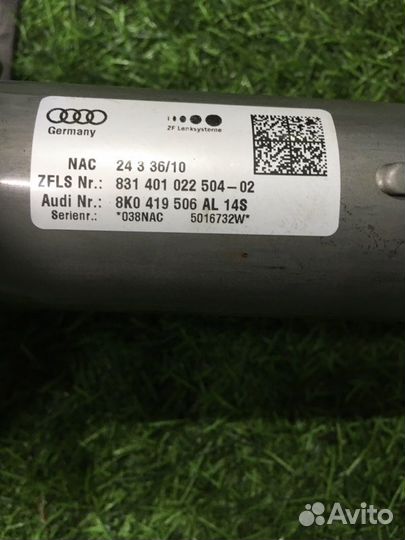 Germany
ZF Lenksysteme
NAC 24 3 36/10
ZFLS Nr.: 831 401 022 504-02
Audi Nr.: 8K0 419 506 AL 14S
Serienr.: *038NAC 5016732W*
Avito